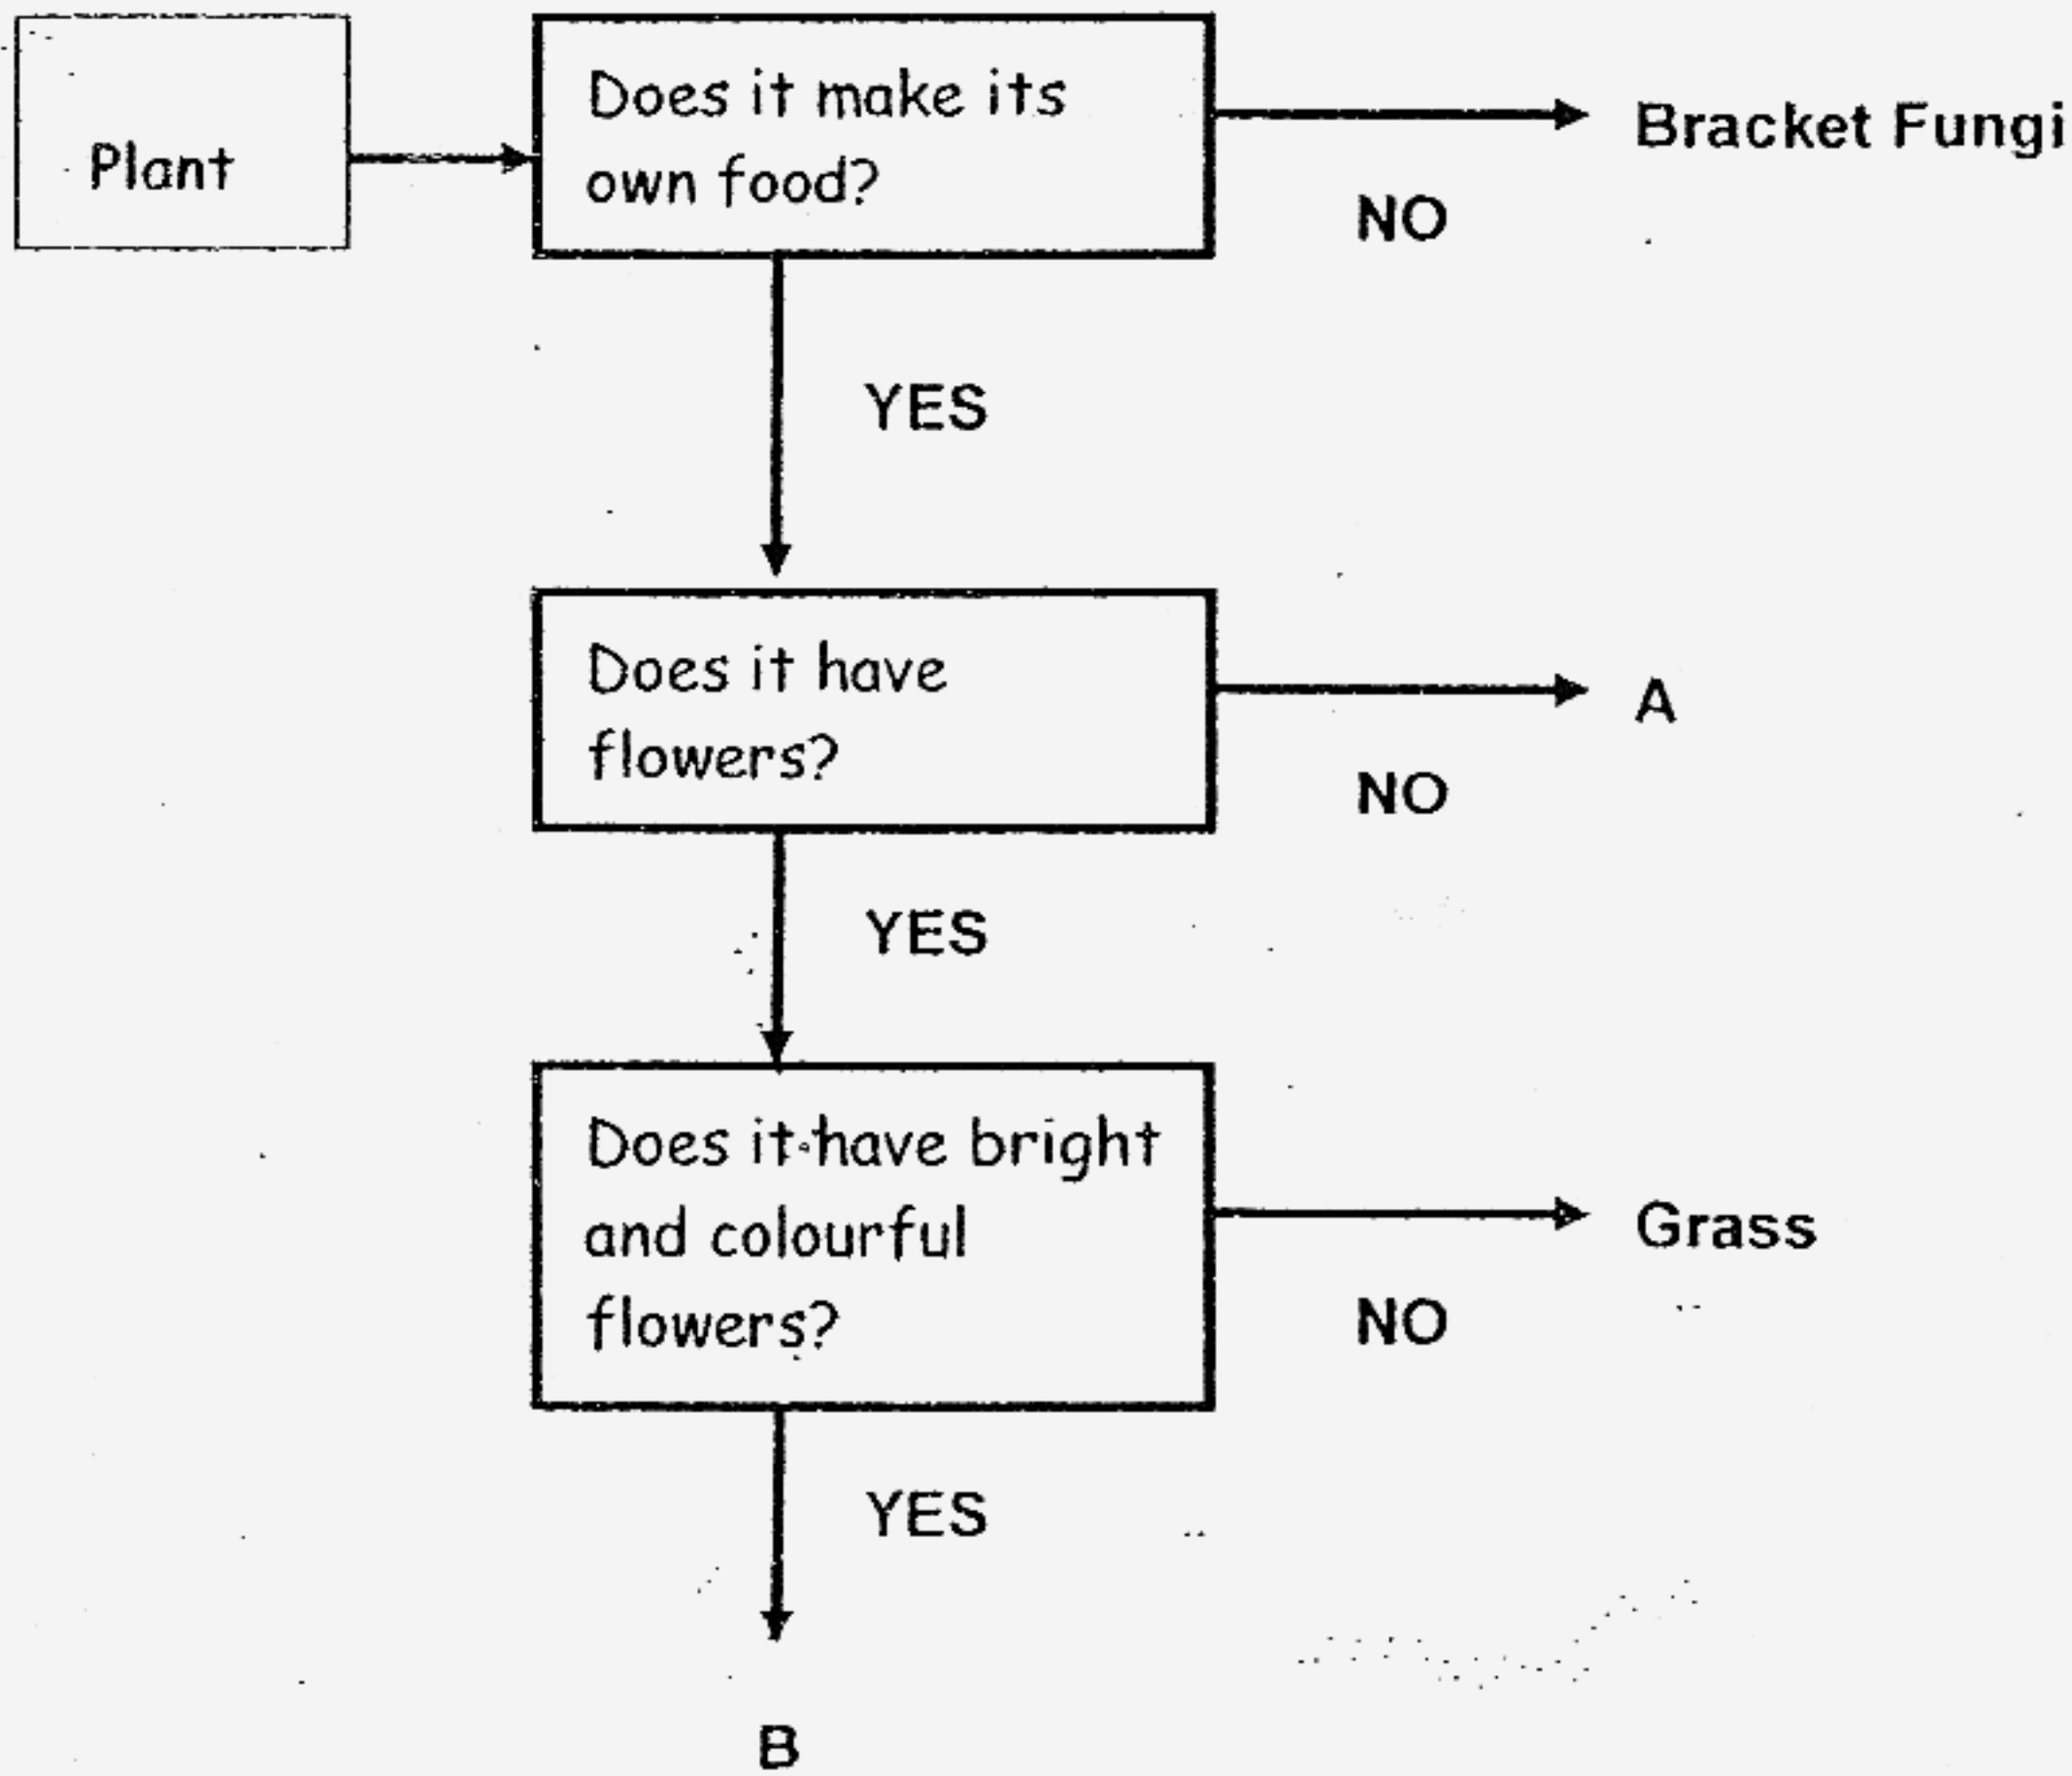 Plant
Does it make its
own food?
Bracket Fungi
NO
YES
Does it have
flowers?
A
NO
YES
Does it have bright
and colourful
flowers?
Grass
NO
YES
B